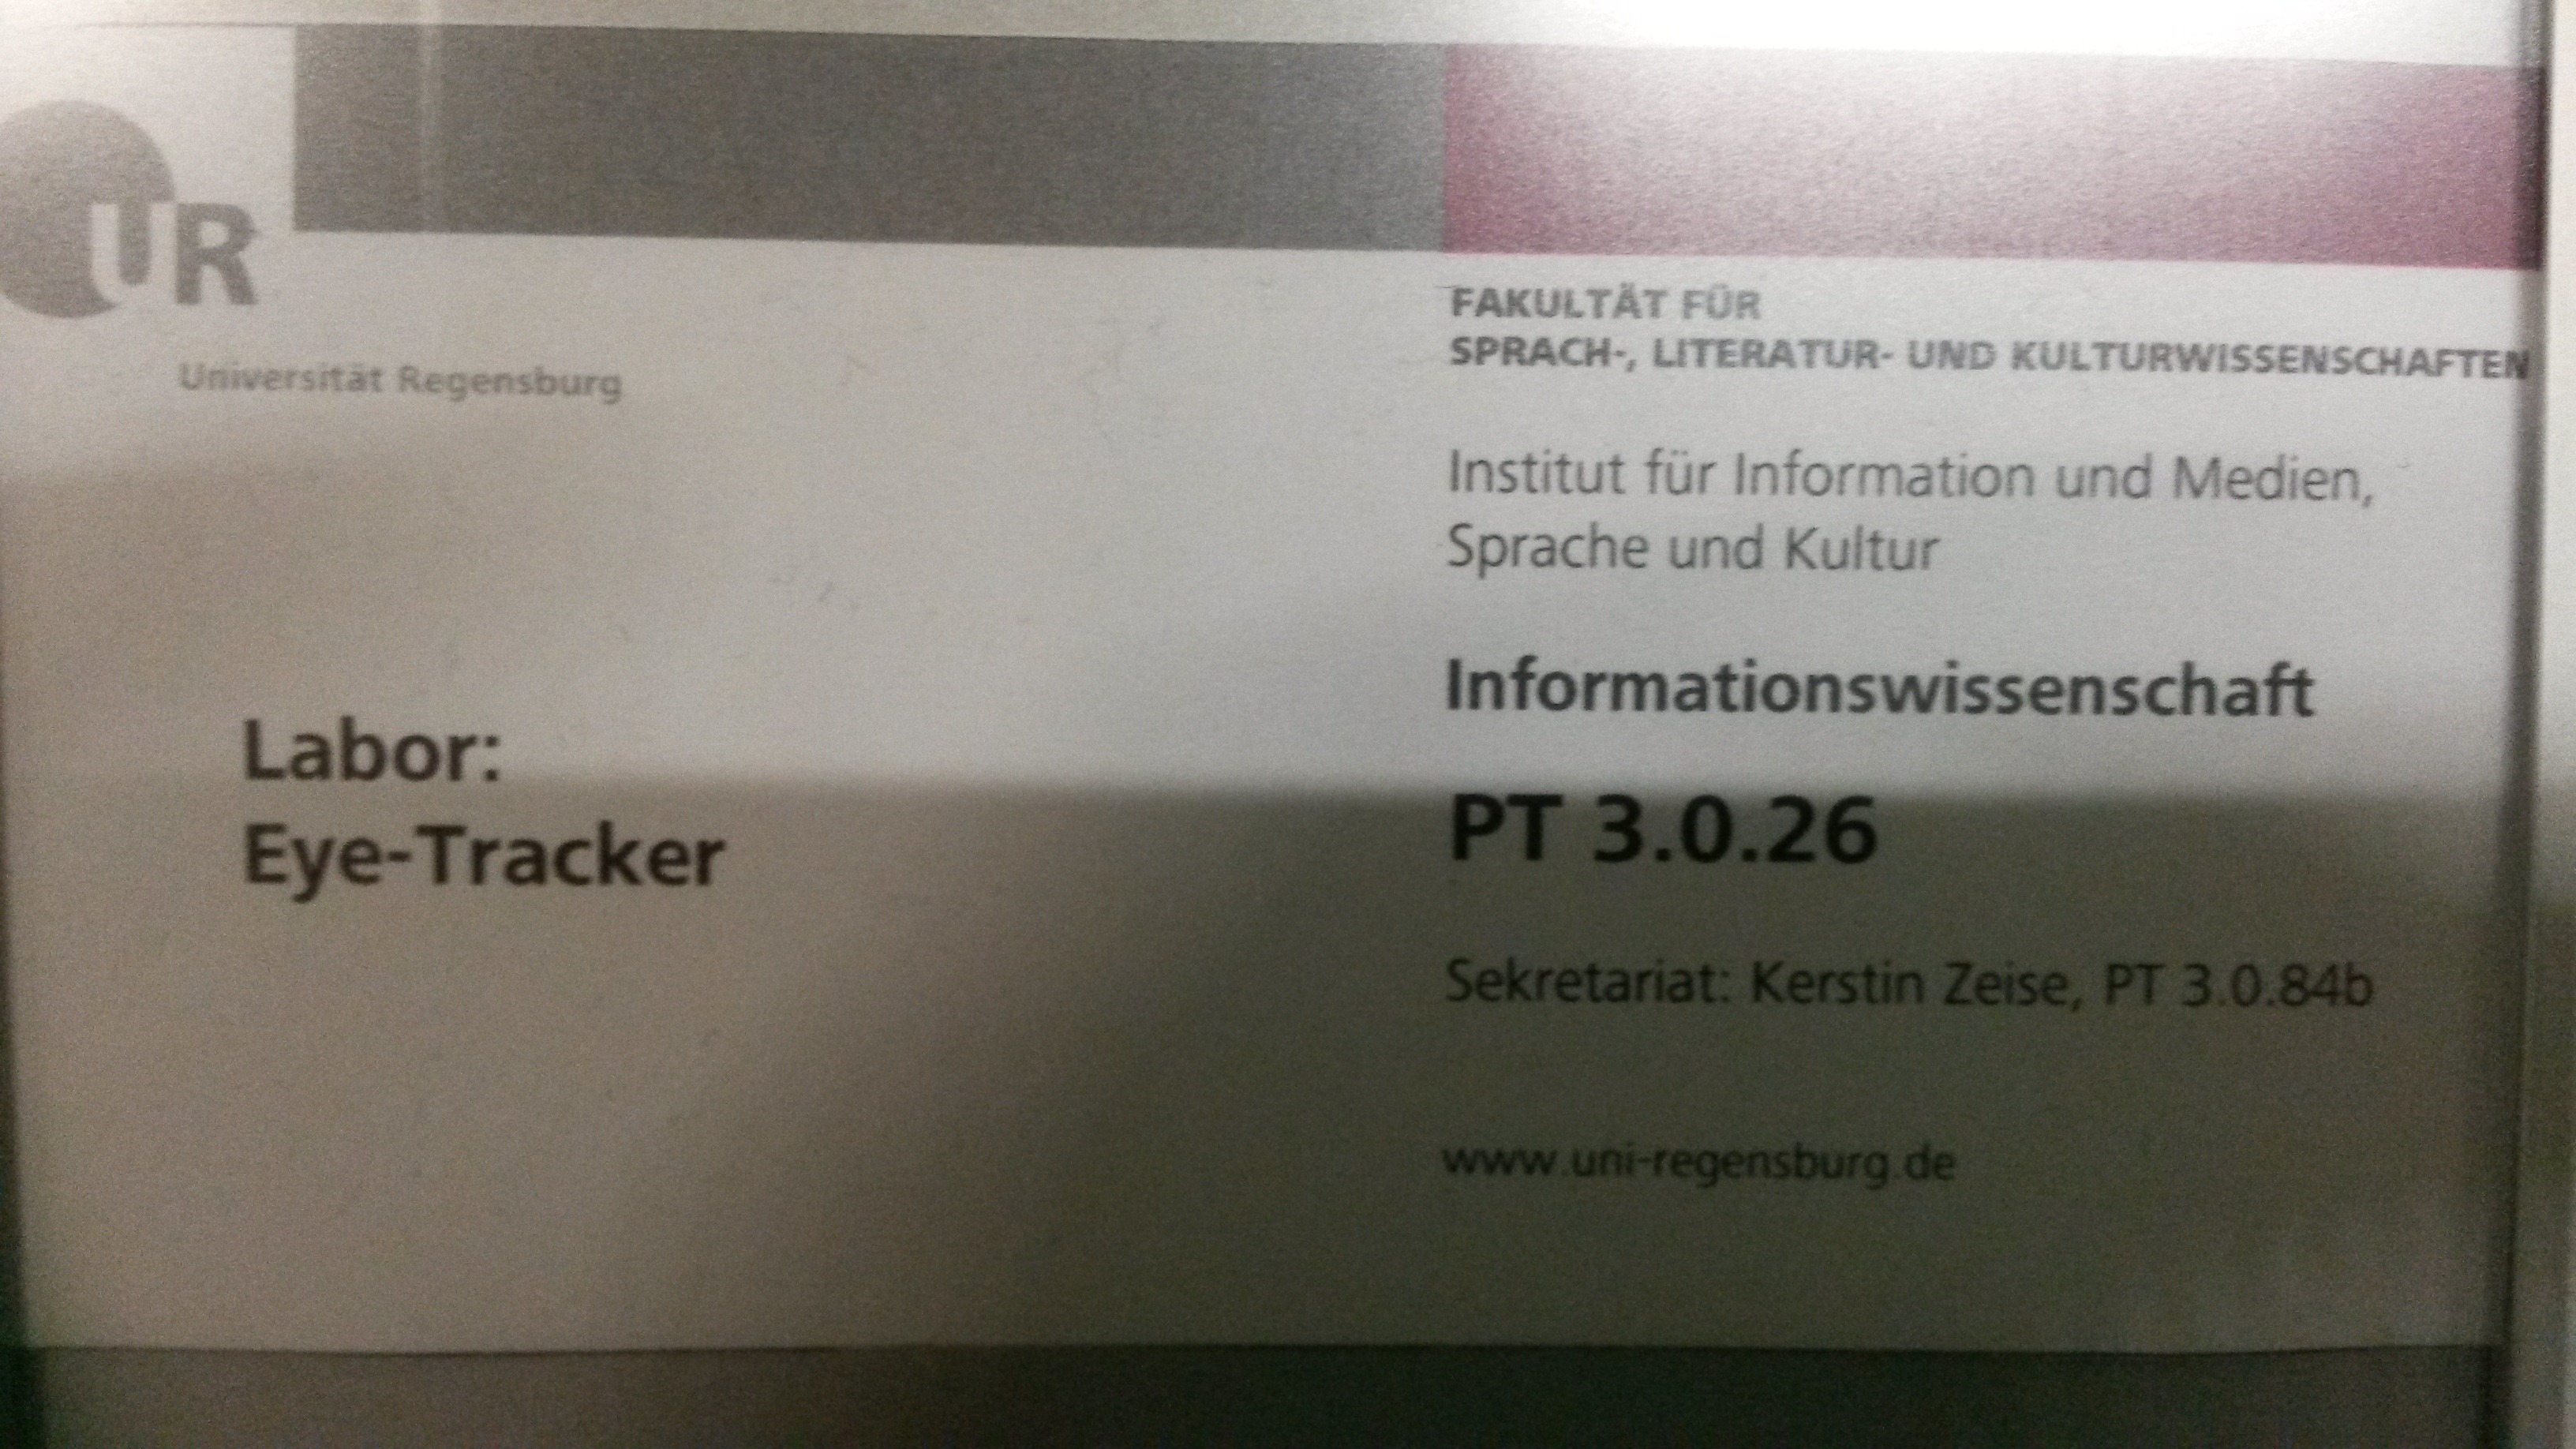 UR
Universität Regensburg
Labor:
Eye-Tracker
FAKULTÄT FÜR
SPRACH-, LITERATUR- UND KULTURWISSENSCHAFTEN
Institut für Information und Medien,
Sprache und Kultur
Informationswissenschaft
PT 3.0.26
Sekretariat: Kerstin Zeise, PT 3.0.84b
www.uni-regensburg.de